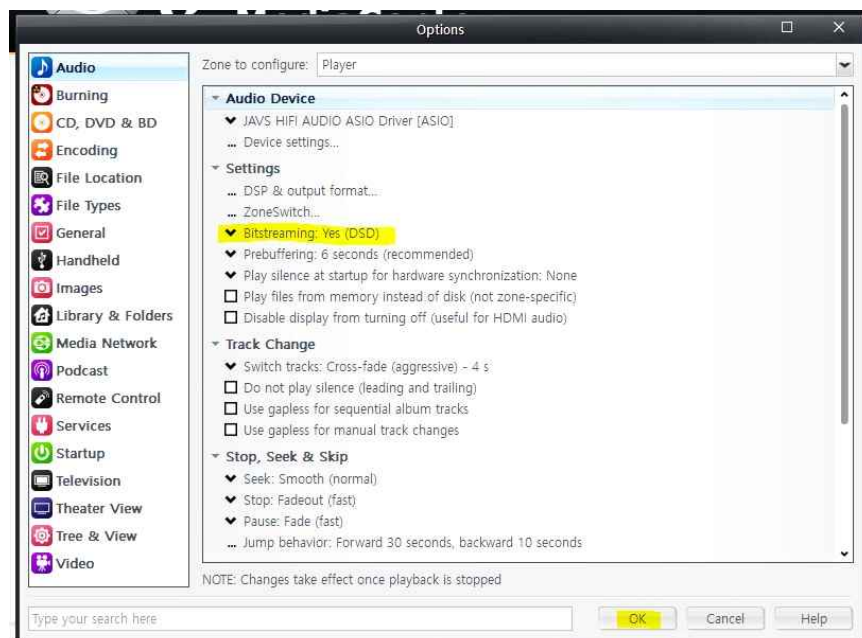 Options
Audio
Burning
CD, DVD & BD
Encoding
File Location
File Types
General
Handheld
Images
Library & Folders
Media Network
Podcast
Remote Control
Services
Startup
Television
Theater View
Tree & View
Video
Zone to configure: Player
Audio Device
JAVS HIFI AUDIO ASIO Driver [ASIO]
... Device settings...
Settings
... DSP & output format...
... ZoneSwitch...
Bitstreaming: Yes (DSD)
Prebuffering: 6 seconds (recommended)
Play silence at startup for hardware synchronization: None
Play files from memory instead of disk (not zone-specific)
Disable display from turning off (useful for HDMI audio)
Track Change
Switch tracks: Cross-fade (aggressive) - 4 s
Do not play silence (leading and trailing)
Use gapless for sequential album tracks
Use gapless for manual track changes
Stop, Seek & Skip
Seek: Smooth (normal)
Stop: Fadeout (fast)
Pause: Fade (fast)
... Jump behavior: Forward 30 seconds, backward 10 seconds
NOTE: Changes take effect once playback is stopped
Type your search here
OK
Cancel
Help